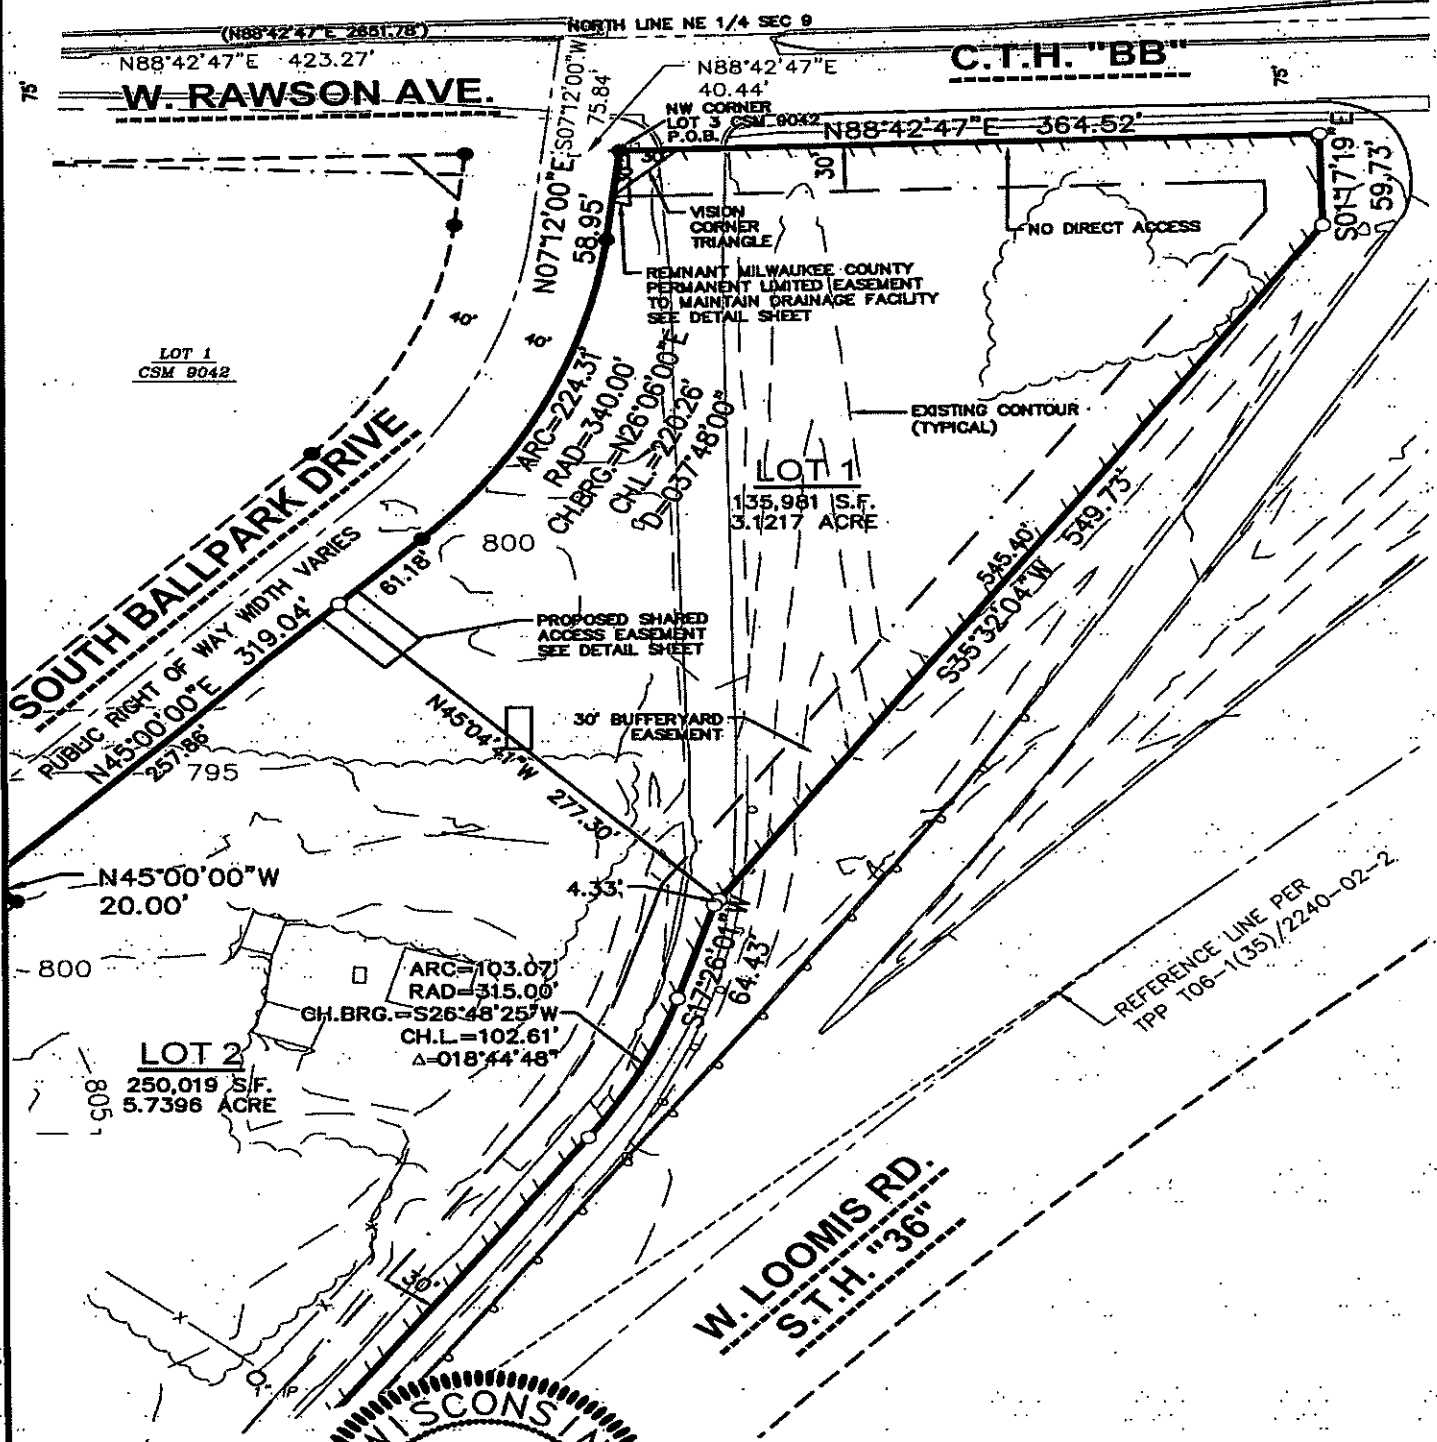 (N88°42'47"E 2651.78')
NORTH LINE NE 1/4 SEC 9
N88°42'47"E 423.27'
W. RAWSON AVE.
75'
S07°12'00"W
75.84'
N88°42'47"E
40.44'
C.T.H. "BB"
75'
NW CORNER
LOT 3 CSM 9042
P.O.B.
N88°42'47"E 364.52'
30'
30'
S01°17'19"E
59.73'
N07°12'00"E
58.95'
VISION
CORNER
TRIANGLE
NO DIRECT ACCESS
REMNANT MILWAUKEE COUNTY
PERMANENT LIMITED EASEMENT
TO MAINTAIN DRAINAGE FACILITY
SEE DETAIL SHEET
40'
40'
LOT 1
CSM 9042
ARC=224.31'
RAD=340.00'
CH.BRG.=N26°06'00"E
CH.L.=220.26'
D=037°48'00"
EXISTING CONTOUR
(TYPICAL)
LOT 1
135,981 S.F.
3.1217 ACRE
SOUTH BALLPARK DRIVE
PUBLIC RIGHT OF WAY WIDTH VARIES
N45°00'00"E 319.04'
257.86'
61.18'
800
545.40'
S35°32'04"W 549.73'
PROPOSED SHARED
ACCESS EASEMENT
SEE DETAIL SHEET
N45°04'41"W 277.30'
30' BUFFERYARD
EASEMENT
795
N45°00'00"W
20.00'
4.33'
S17°26'01"W
64.43'
800
ARC=103.07'
RAD=315.00'
CH.BRG.=S26°48'25"W
CH.L.=102.61'
Δ=018°44'48"
REFERENCE LINE PER
TPP T06-1(35)/2240-02-2
LOT 2
250,019 S.F.
5.7396 ACRE
805
W. LOOMIS RD.
S.T.H. "36"
30'
1" IP
WISCONSIN